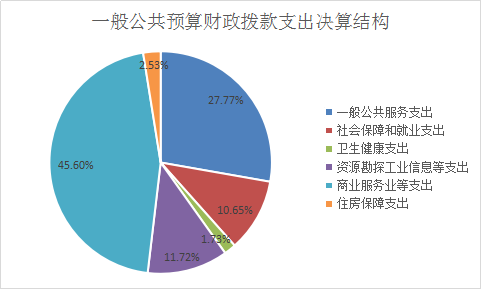 一般公共预算财政拨款支出决算结构
2.53%
27.77%
45.60%
10.65%
1.73%
11.72%
一般公共服务支出
社会保障和就业支出
卫生健康支出
资源勘探工业信息等支出
商业服务业等支出
住房保障支出